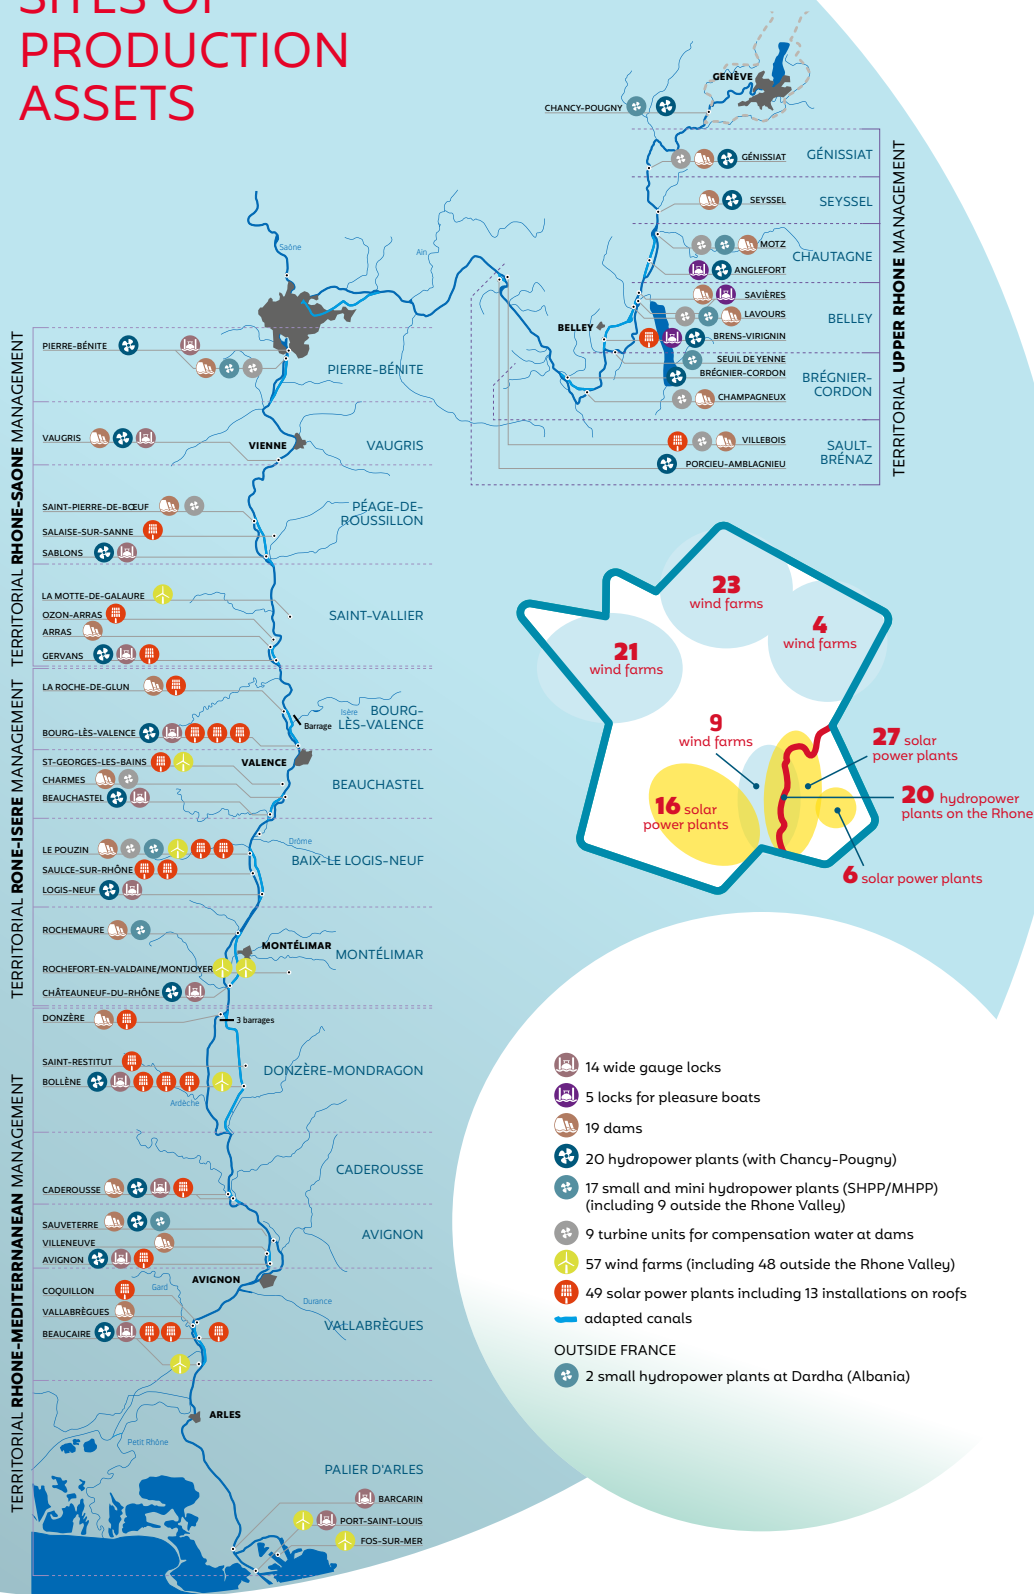 SITES OF
PRODUCTION
ASSETS
GENÈVE
CHANCY-POUGNY
GÉNISSIAT
GÉNISSIAT
SEYSSEL
SEYSSEL
MOTZ
CHAUTAGNE
ANGLEFORT
SAVIÈRES
LAVOURS
BELLEY
BELLEY
BRENS-VIRIGNIN
SEUIL DE YENNE
BRÉGNIER-CORDON
BRÉGNIER-
CORDON
CHAMPAGNEUX
VILLEBOIS
SAULT-
BRÉNAZ
PORCIEU-AMBLAGNIEU
TERRITORIAL UPPER RHONE MANAGEMENT
Saône
Ain
TERRITORIAL RHONE-SAONE MANAGEMENT
PIERRE-BÉNITE
PIERRE-BÉNITE
VAUGRIS
VIENNE
VAUGRIS
SAINT-PIERRE-DE-BŒUF
PÉAGE-DE-
ROUSSILLON
SALAISE-SUR-SANNE
SABLONS
LA MOTTE-DE-GALAURE
OZON-ARRAS
SAINT-VALLIER
ARRAS
GERVANS
TERRITORIAL RONE-ISERE MANAGEMENT
LA ROCHE-DE-GLUN
Isère
BOURG-
LÈS-VALENCE
Barrage
BOURG-LÈS-VALENCE
ST-GEORGES-LES-BAINS
VALENCE
CHARMES
BEAUCHASTEL
BEAUCHASTEL
Drôme
LE POUZIN
BAIX-LE LOGIS-NEUF
SAULCE-SUR-RHÔNE
LOGIS-NEUF
ROCHEMAURE
MONTÉLIMAR
MONTÉLIMAR
ROCHEFORT-EN-VALDAINE/MONTJOYER
CHÂTEAUNEUF-DU-RHÔNE
TERRITORIAL RHONE-MEDITERRNANEAN MANAGEMENT
DONZÈRE
3 barrages
SAINT-RESTITUT
DONZÈRE-MONDRAGON
BOLLÈNE
Ardèche
CADEROUSSE
CADEROUSSE
SAUVETERRE
AVIGNON
VILLENEUVE
AVIGNON
AVIGNON
COQUILLON
Gard
Durance
VALLABRÈGUES
VALLABRÈGUES
BEAUCAIRE
ARLES
Petit Rhône
PALIER D'ARLES
BARCARIN
PORT-SAINT-LOUIS
FOS-SUR-MER
23
wind farms
4
wind farms
21
wind farms
9
wind farms
27 solar
power plants
16 solar
power plants
20 hydropower
plants on the Rhone
6 solar power plants
14 wide gauge locks
5 locks for pleasure boats
19 dams
20 hydropower plants (with Chancy-Pougny)
17 small and mini hydropower plants (SHPP/MHPP)
(including 9 outside the Rhone Valley)
9 turbine units for compensation water at dams
57 wind farms (including 48 outside the Rhone Valley)
49 solar power plants including 13 installations on roofs
adapted canals
OUTSIDE FRANCE
2 small hydropower plants at Dardha (Albania)